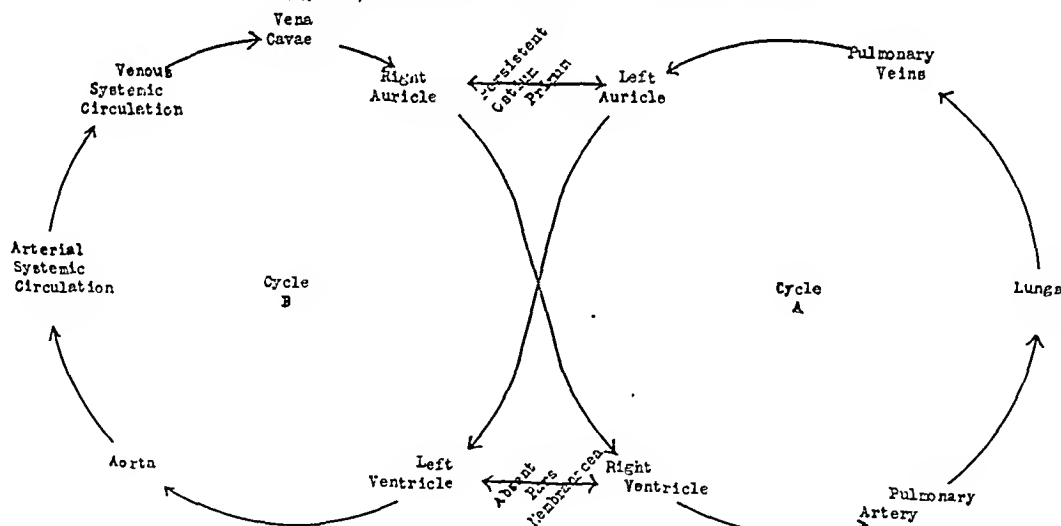 Vena
Cavae
Venous
Systemic
Circulation
Right
Auricle
Persistent
Ostium
Primum
Left
Auricle
Pulmonary
Veins
Arterial
Systemic
Circulation
Cycle
B
Cycle
A
Lungs
Aorta
Left
Ventricle
Absent
Pars
Membranacea
Right
Ventricle
Pulmonary
Artery